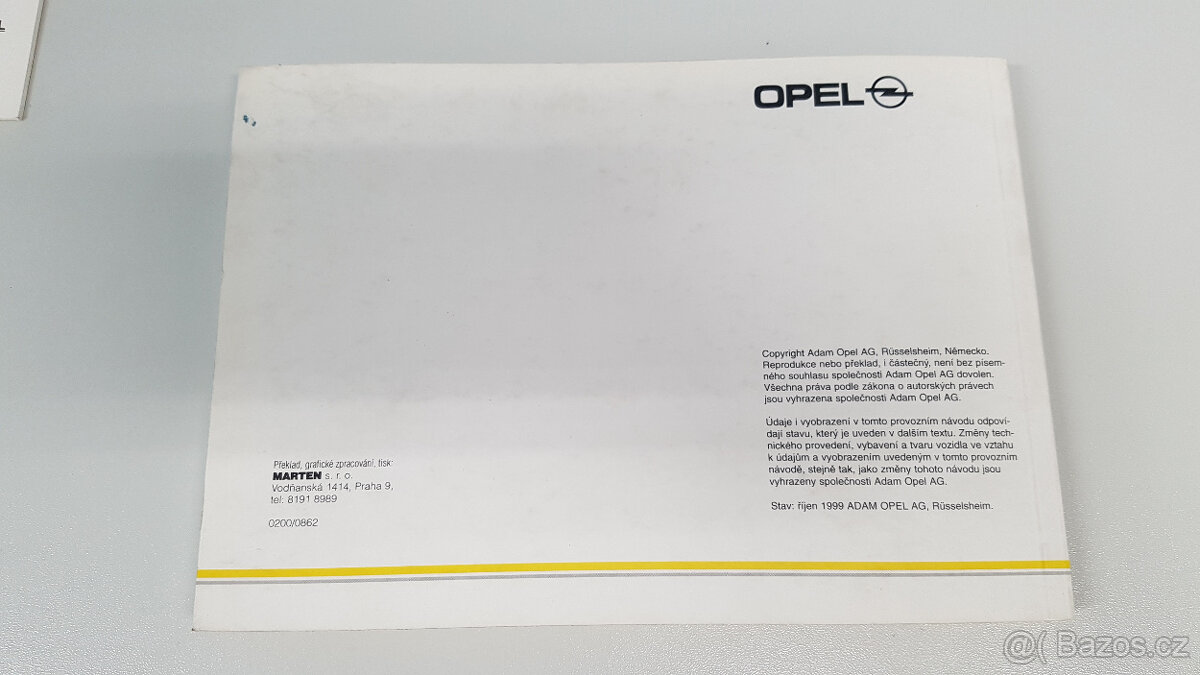 OPEL
Copyright Adam Opel AG, Rüsselsheim, Německo.
Reprodukce nebo překlad, i částečný, není bez písem-
ného souhlasu společnosti Adam Opel AG dovolen.
Všechna práva podle zákona o autorských právech
jsou vyhrazena společnosti Adam Opel AG.
Údaje i vyobrazení v tomto provozním návodu odpoví-
dají stavu, který je uveden v dalším textu. Změny tech-
nického provedení, vybavení a tvaru vozidla ve vztahu
k údajům a vyobrazením uvedeným v tomto provozním
návodě, stejně tak, jako změny tohoto návodu jsou
vyhrazeny společnosti Adam Opel AG.
Stav: říjen 1999 ADAM OPEL AG, Rüsselsheim.
Překlad, grafické zpracování, tisk:
MARTEN s. r. o.
Vodňanská 1414, Praha 9,
tel: 8191 8989
0200/0862
@( Bazos.cz